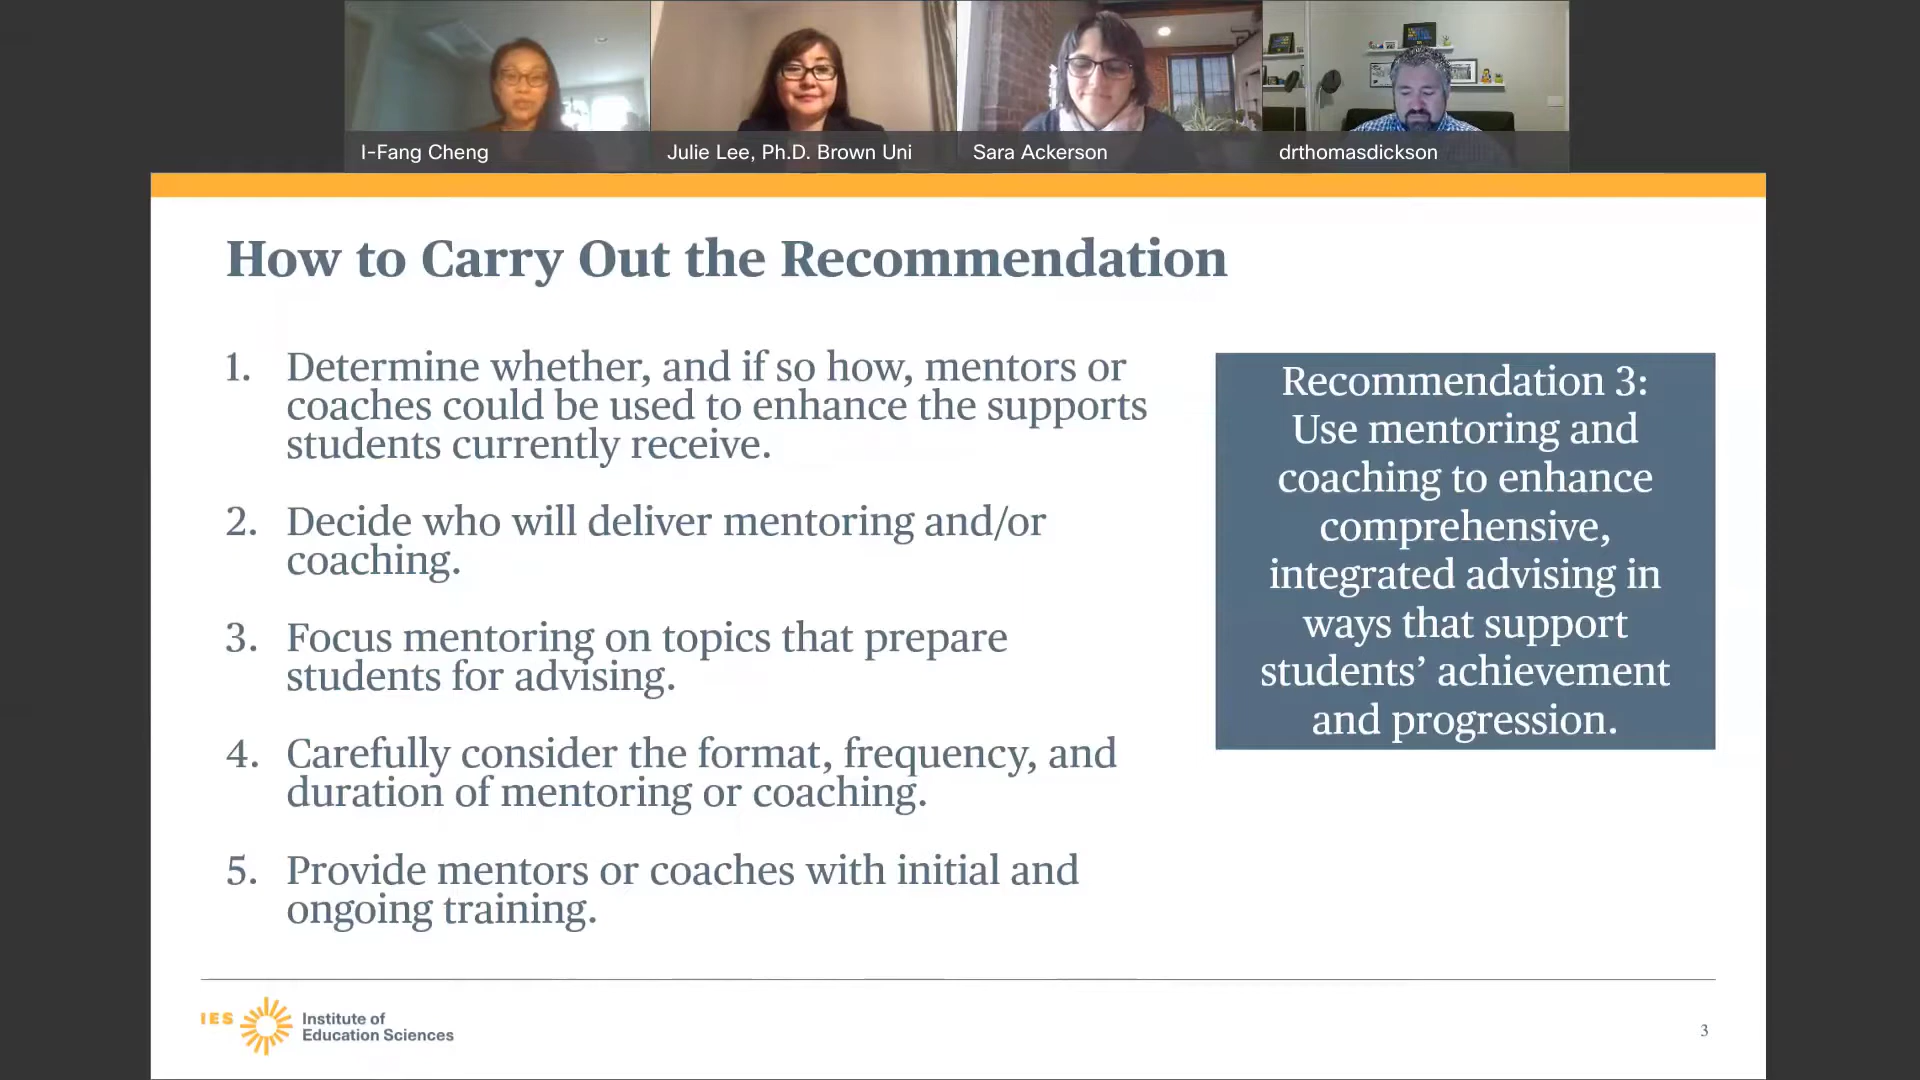 I-Fang Cheng
Julie Lee, Ph.D. Brown Uni
Sara Ackerson
drthomasdickson
How to Carry Out the Recommendation
1. Determine whether, and if so how, mentors or
coaches could be used to enhance the supports
students currently receive.
2. Decide who will deliver mentoring and/or
coaching.
3. Focus mentoring on topics that prepare
students for advising.
4. Carefully consider the format, frequency, and
duration of mentoring or coaching.
5. Provide mentors or coaches with initial and
ongoing training.
Recommendation 3:
Use mentoring and
coaching to enhance
comprehensive,
integrated advising in
ways that support
students’ achievement
and progression.
IES
Institute of
Education Sciences
3